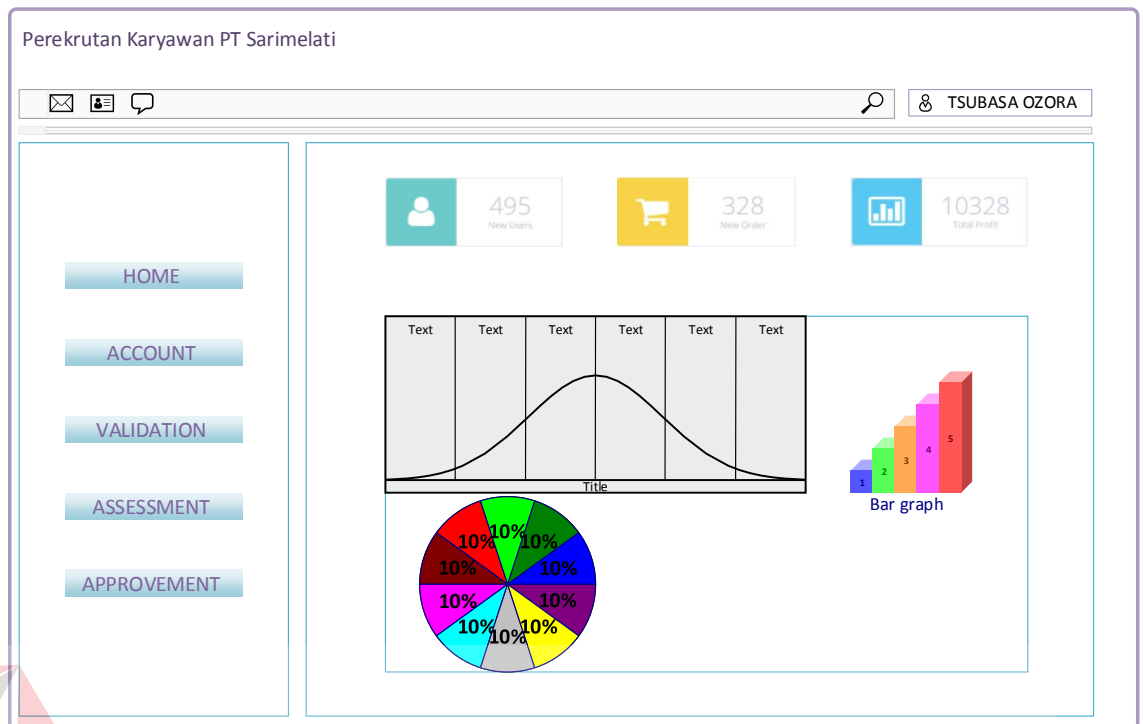 Perekrutan Karyawan PT Sarimelati
TSUBASA OZORA
495
New Users
328
New Order
10328
Total Profit
HOME
ACCOUNT
VALIDATION
ASSESSMENT
APPROVEMENT
Text Text Text Text Text Text
Title
1 2 3 4 5
Bar graph
10%
10%
10%
10%
10%
10%
10%
10%
10%
10%